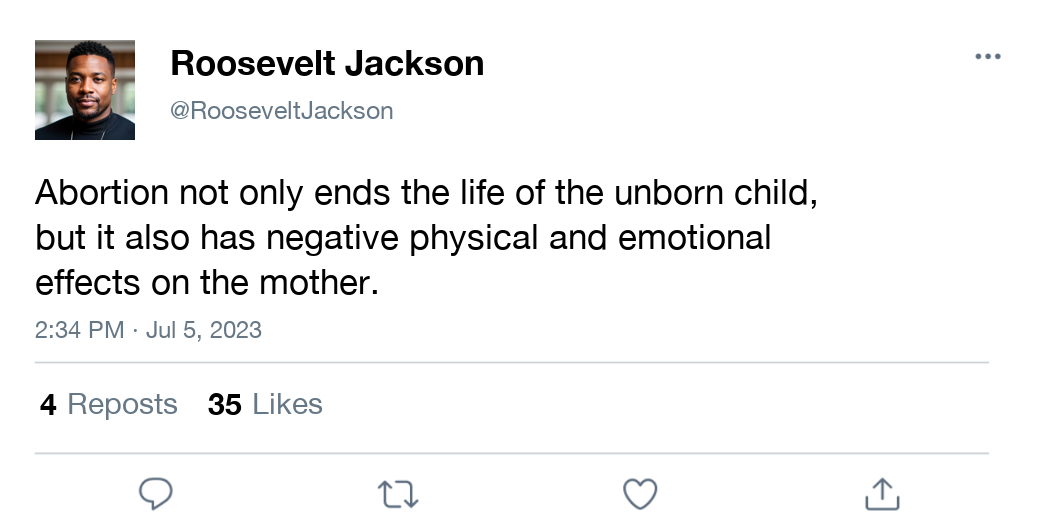 Roosevelt Jackson
@RooseveltJackson
Abortion not only ends the life of the unborn child,
but it also has negative physical and emotional
effects on the mother.
2:34 PM · Jul 5, 2023
4 Reposts 35 Likes